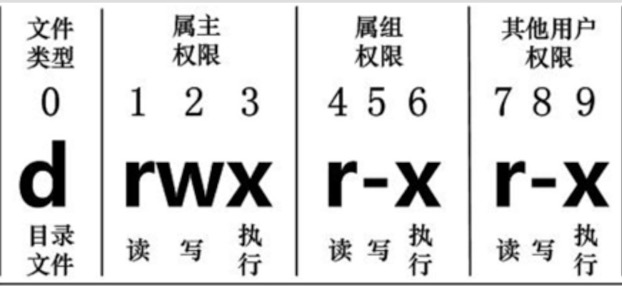 文件 属主 属组 其他用户
类型 权限 权限 权限
0 1 2 3 4 5 6 7 8 9
d rwx r-x r-x
目录 读 写 执 读 写 执 读 写 执
文件 行 行 行